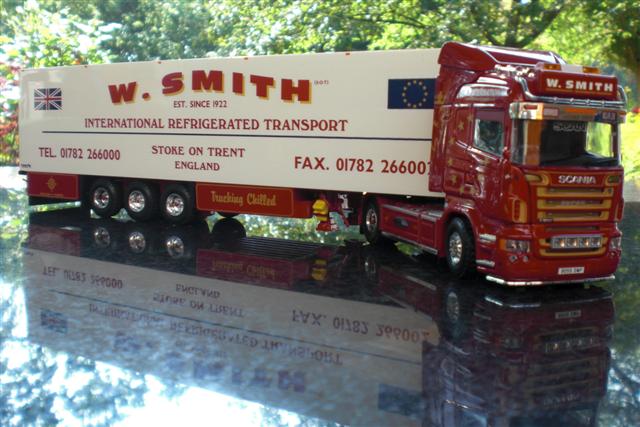 W. SMITH
EST. SINCE 1922
INTERNATIONAL REFRIGERATED TRANSPORT
TEL. 01782 266000
STOKE ON TRENT
ENGLAND
FAX. 01782 266001
Trucking Chilled
W. SMITH
SCANIA